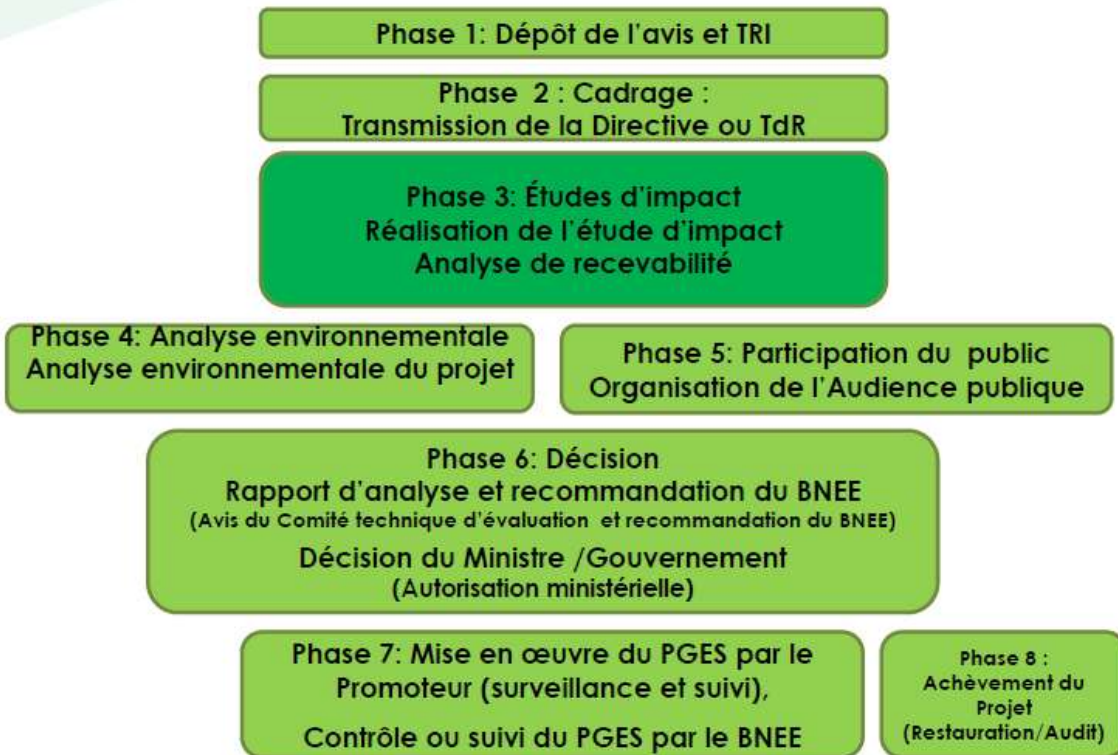 Phase 1: Dépôt de l'avis et TRI
Phase 2 : Cadrage :
Transmission de la Directive ou TdR
Phase 3: Études d'impact
Réalisation de l'étude d'impact
Analyse de recevabilité
Phase 4: Analyse environnementale
Analyse environnementale du projet
Phase 5: Participation du public
Organisation de l'Audience publique
Phase 6: Décision
Rapport d'analyse et recommandation du BNEE
(Avis du Comité technique d'évaluation et recommandation du BNEE)
Décision du Ministre /Gouvernement
(Autorisation ministérielle)
Phase 7: Mise en œuvre du PGES par le
Promoteur (surveillance et suivi),
Contrôle ou suivi du PGES par le BNEE
Phase 8 :
Achèvement du
Projet
(Restauration/Audit)